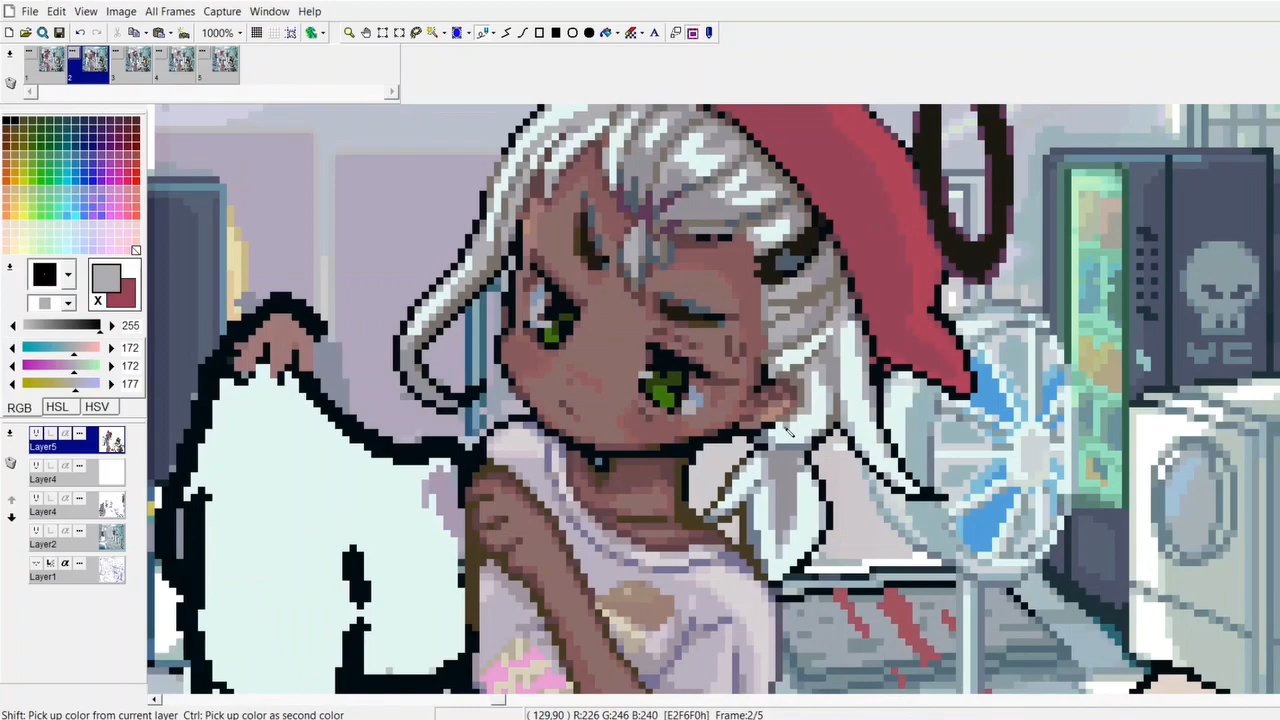 File Edit View Image All Frames Capture Window Help
1000%
1 2 3 4 5
255
172
172
177
RGB HSL HSV
Layer5
Layer4
Layer4
Layer2
Layer1
X
A
VC
Shift: Pick up color from current layer Ctrl: Pick up color as second color
(129,90) R:226 G:246 B:240 [E2F6F0h] Frame:2/5